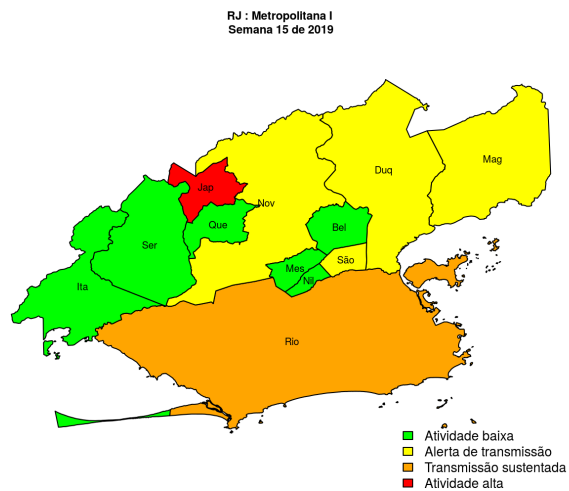 RJ : Metropolitana I
Semana 15 de 2019
Mag
Duq
Jap
Nov
Que
Bel
Ser
São
Mes
Nil
Ita
Rio
Atividade baixa
Alerta de transmissão
Transmissão sustentada
Atividade alta